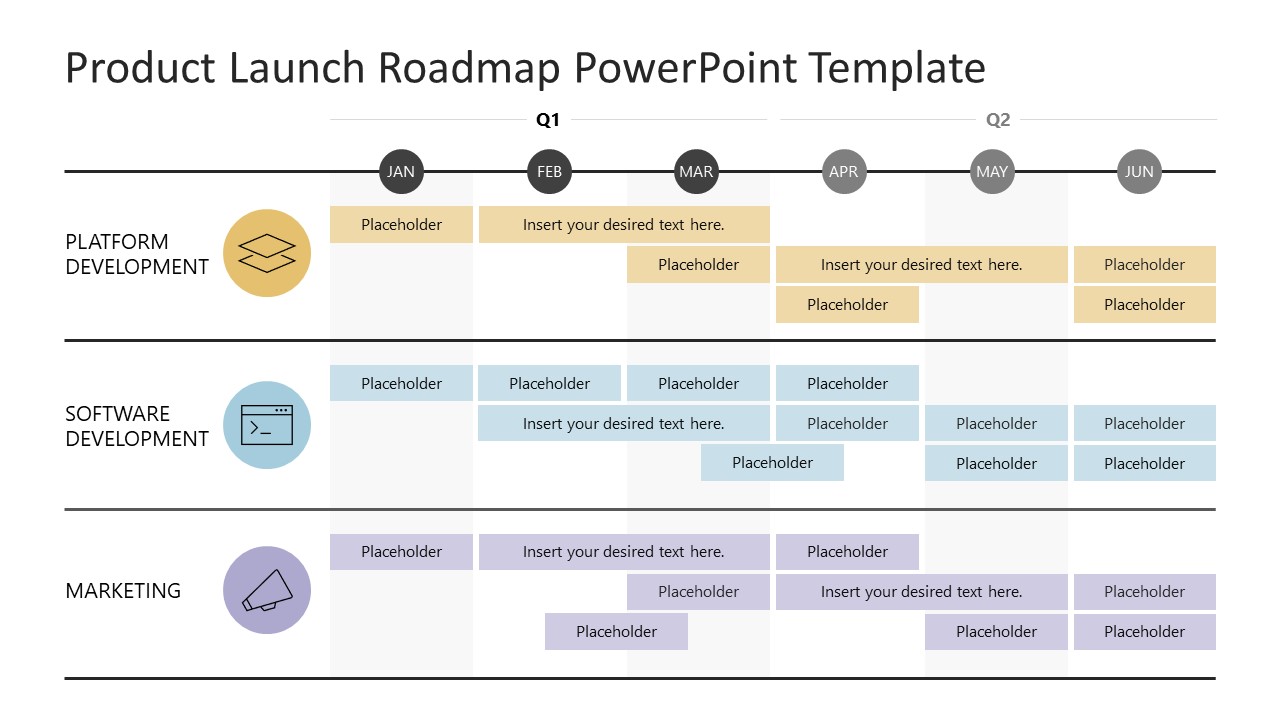 Product Launch Roadmap PowerPoint Template
Q1
Q2
JAN
FEB
MAR
APR
MAY
JUN
PLATFORM
DEVELOPMENT
Placeholder
Insert your desired text here.
Placeholder
Insert your desired text here.
Placeholder
Placeholder
Placeholder
SOFTWARE
DEVELOPMENT
Placeholder
Placeholder
Placeholder
Placeholder
Insert your desired text here.
Placeholder
Placeholder
Placeholder
Placeholder
Placeholder
Placeholder
MARKETING
Placeholder
Insert your desired text here.
Placeholder
Placeholder
Insert your desired text here.
Placeholder
Placeholder
Placeholder
Placeholder